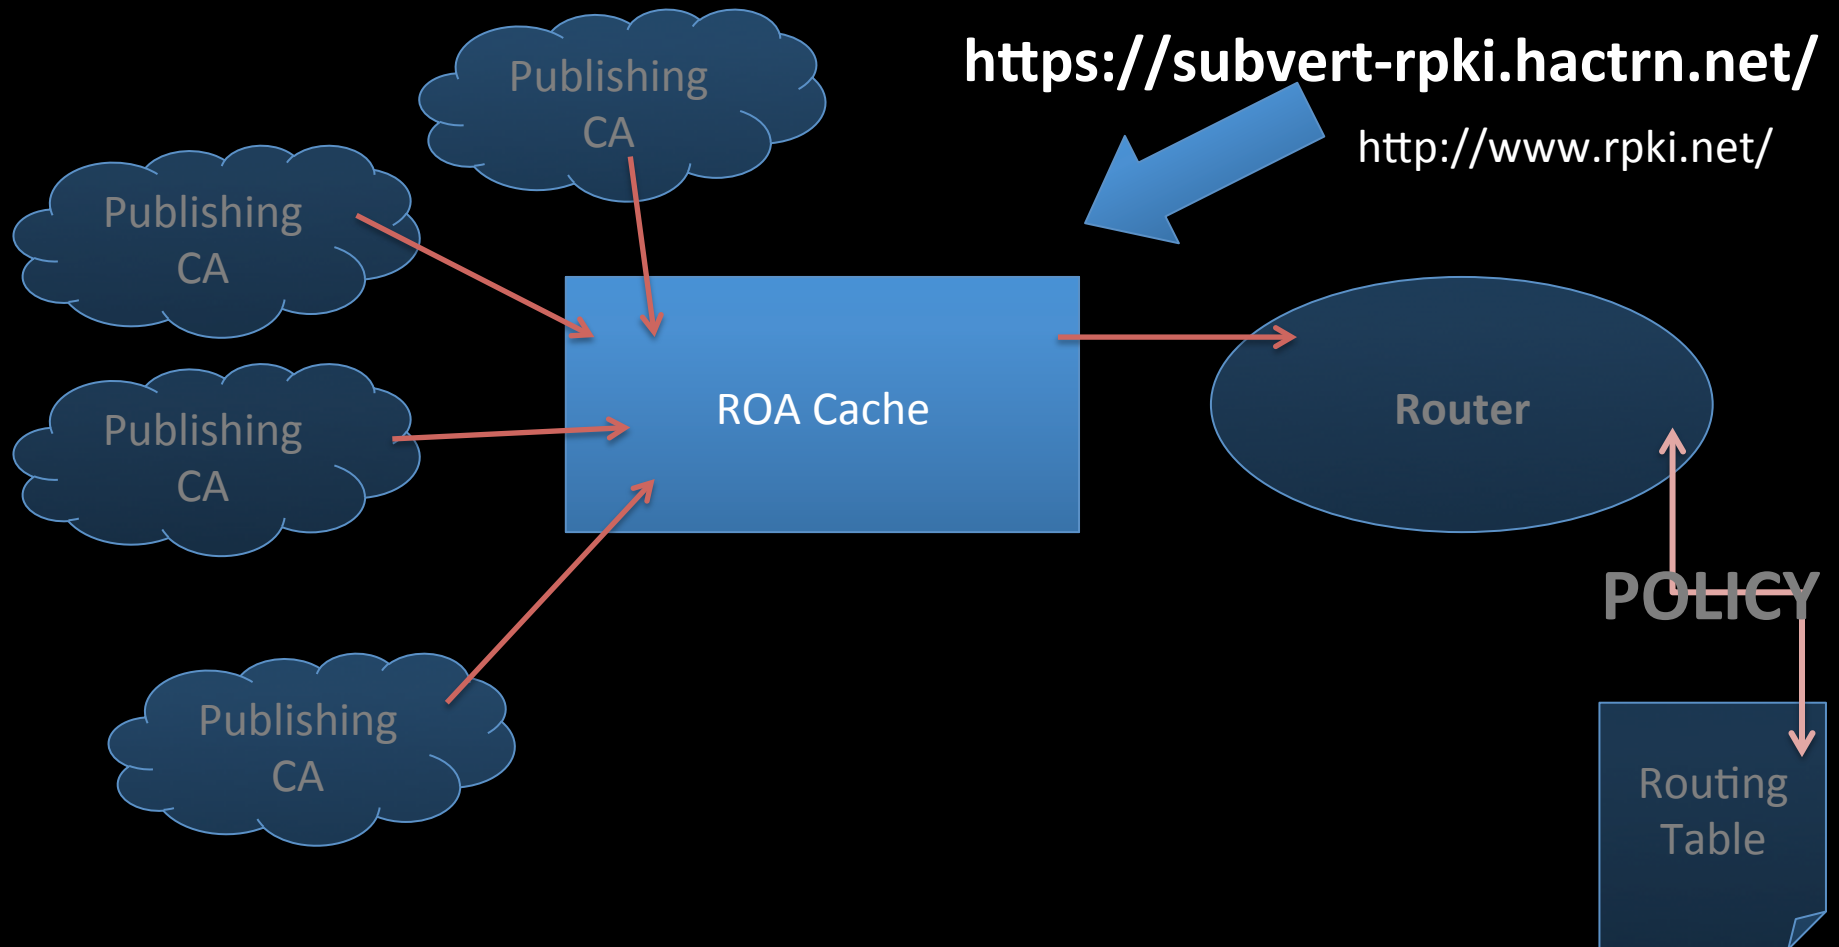 Publishing
CA
https://subvert-rpki.hactrn.net/
http://www.rpki.net/
Publishing
CA
Publishing
CA
ROA Cache
Router
POLICY
Publishing
CA
Routing
Table